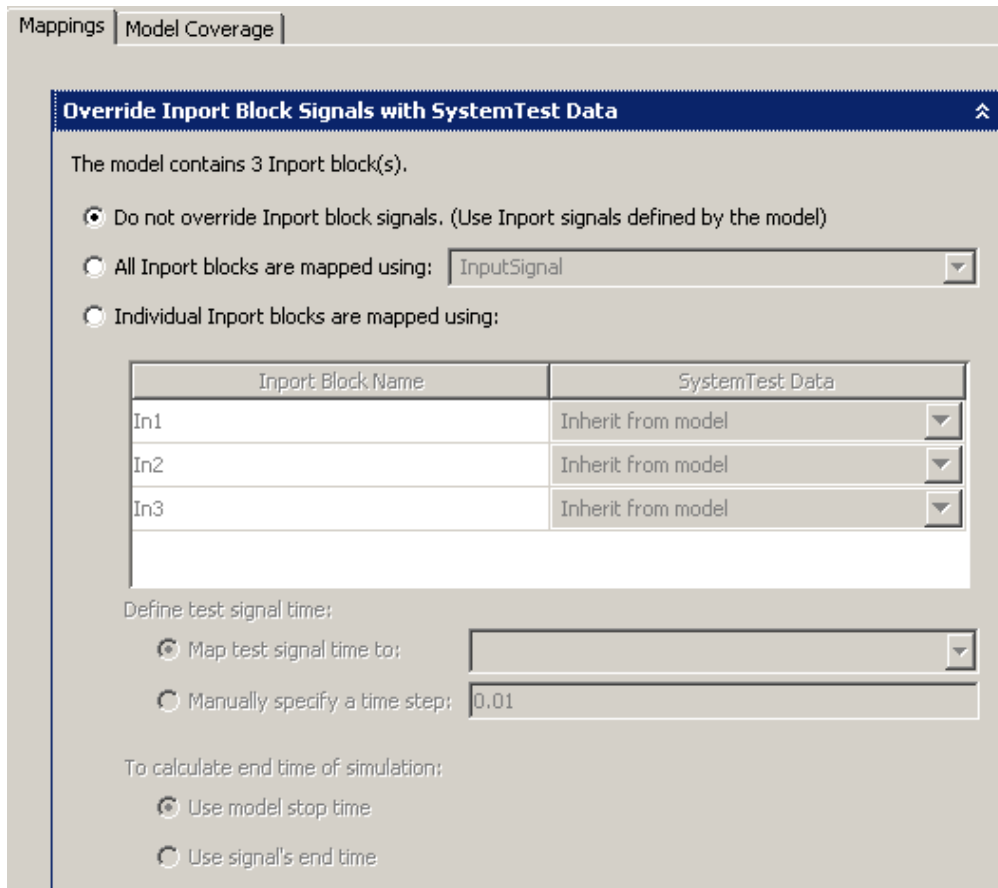 Mappings Model Coverage
Override Inport Block Signals with SystemTest Data
The model contains 3 Inport block(s).
Do not override Inport block signals. (Use Inport signals defined by the model)
All Inport blocks are mapped using: InputSignal
Individual Inport blocks are mapped using:
Inport Block Name SystemTest Data
In1 Inherit from model
In2 Inherit from model
In3 Inherit from model
Define test signal time:
Map test signal time to:
Manually specify a time step: 0.01
To calculate end time of simulation:
Use model stop time
Use signal's end time